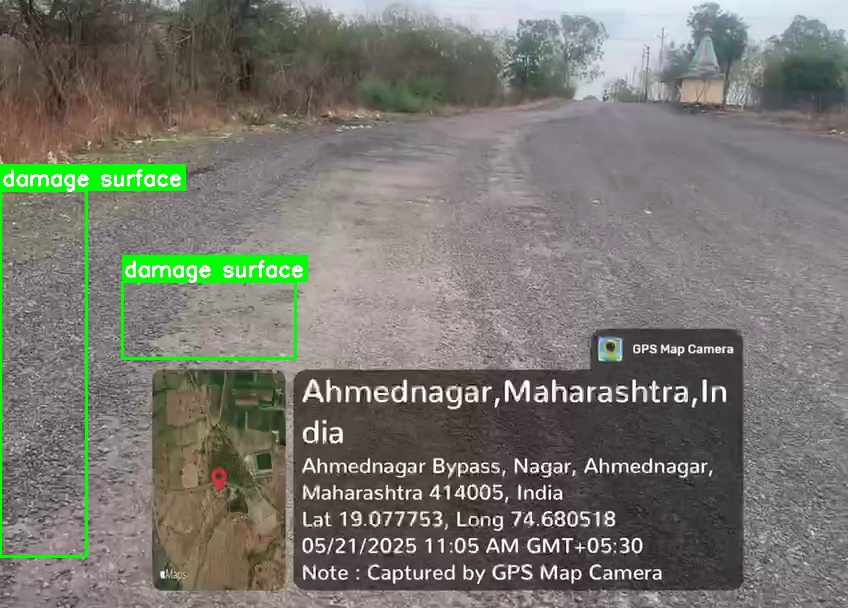 damage surface
damage surface
GPS Map Camera
Ahmednagar,Maharashtra,In
dia
Ahmednagar Bypass, Nagar, Ahmednagar,
Maharashtra 414005, India
Lat 19.077753, Long 74.680518
05/21/2025 11:05 AM GMT+05:30
Note : Captured by GPS Map Camera
Maps